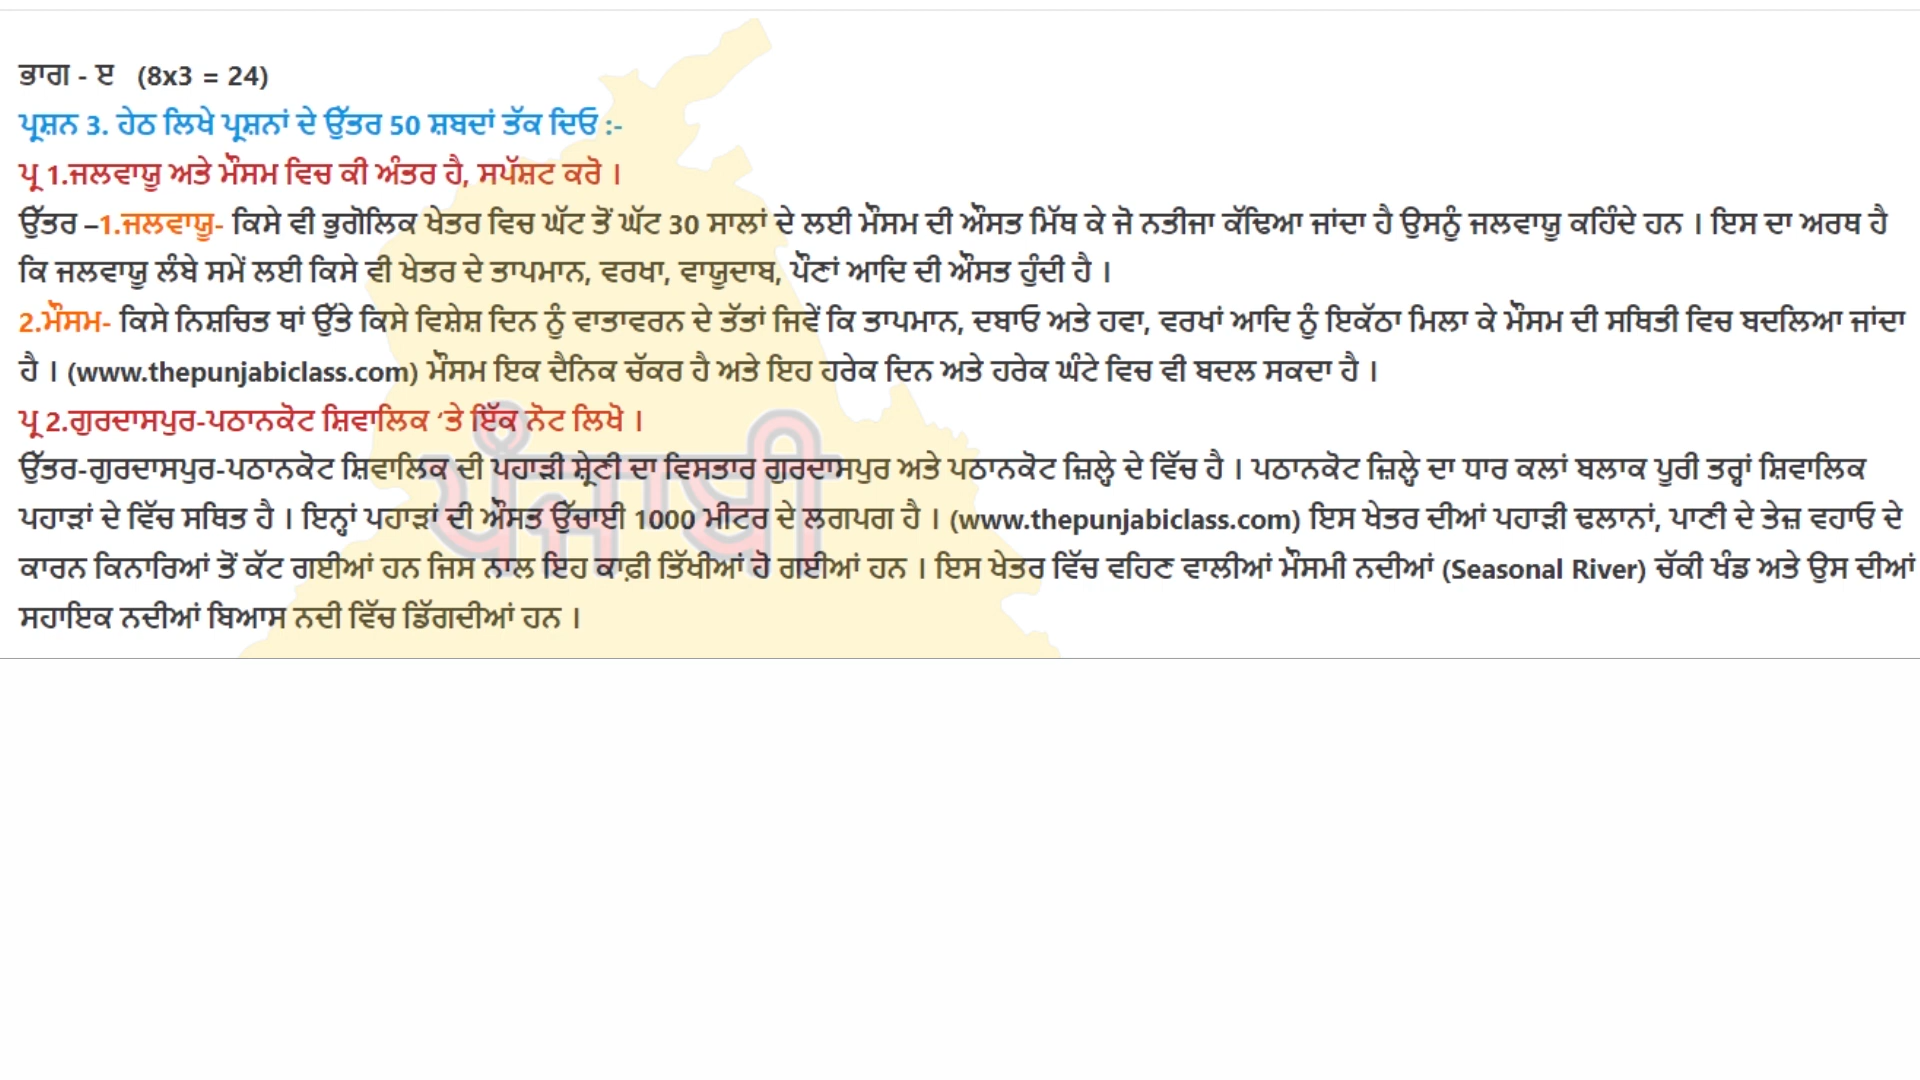 ਭਾਗ - ੲ (8x3 = 24)
ਪ੍ਰਸ਼ਨ 3. ਹੇਠ ਲਿਖੇ ਪ੍ਰਸ਼ਨਾਂ ਦੇ ਉੱਤਰ 50 ਸ਼ਬਦਾਂ ਤੱਕ ਦਿਓ :-
ਪ੍ਰ 1.ਜਲਵਾਯੂ ਅਤੇ ਮੌਸਮ ਵਿਚ ਕੀ ਅੰਤਰ ਹੈ, ਸਪੱਸ਼ਟ ਕਰੋ ।
ਉੱਤਰ –1.ਜਲਵਾਯੂ- ਕਿਸੇ ਵੀ ਭੁਗੋਲਿਕ ਖੇਤਰ ਵਿਚ ਘੱਟ ਤੋਂ ਘੱਟ 30 ਸਾਲਾਂ ਦੇ ਲਈ ਮੌਸਮ ਦੀ ਔਸਤ ਮਿੱਥ ਕੇ ਜੋ ਨਤੀਜਾ ਕੱਢਿਆ ਜਾਂਦਾ ਹੈ ਉਸਨੂੰ ਜਲਵਾਯੂ ਕਹਿੰਦੇ ਹਨ । ਇਸ ਦਾ ਅਰਥ ਹੈ
ਕਿ ਜਲਵਾਯੂ ਲੰਬੇ ਸਮੇਂ ਲਈ ਕਿਸੇ ਵੀ ਖੇਤਰ ਦੇ ਤਾਪਮਾਨ, ਵਰਖਾ, ਵਾਯੂਦਾਬ, ਪੌਣਾਂ ਆਦਿ ਦੀ ਔਸਤ ਹੁੰਦੀ ਹੈ ।
2.ਮੌਸਮ- ਕਿਸੇ ਨਿਸ਼ਚਿਤ ਥਾਂ ਉੱਤੇ ਕਿਸੇ ਵਿਸ਼ੇਸ਼ ਦਿਨ ਨੂੰ ਵਾਤਾਵਰਨ ਦੇ ਤੱਤਾਂ ਜਿਵੇਂ ਕਿ ਤਾਪਮਾਨ, ਦਬਾਓ ਅਤੇ ਹਵਾ, ਵਰਖਾਂ ਆਦਿ ਨੂੰ ਇਕੱਠਾ ਮਿਲਾ ਕੇ ਮੌਸਮ ਦੀ ਸਥਿਤੀ ਵਿਚ ਬਦਲਿਆ ਜਾਂਦਾ
ਹੈ । (www.thepunjabiclass.com) ਮੌਸਮ ਇਕ ਦੈਨਿਕ ਚੱਕਰ ਹੈ ਅਤੇ ਇਹ ਹਰੇਕ ਦਿਨ ਅਤੇ ਹਰੇਕ ਘੰਟੇ ਵਿਚ ਵੀ ਬਦਲ ਸਕਦਾ ਹੈ ।
ਪ੍ਰ 2.ਗੁਰਦਾਸਪੁਰ-ਪਠਾਨਕੋਟ ਸ਼ਿਵਾਲਿਕ ‘ਤੇ ਇੱਕ ਨੋਟ ਲਿਖੋ ।
ਉੱਤਰ-ਗੁਰਦਾਸਪੁਰ-ਪਠਾਨਕੋਟ ਸ਼ਿਵਾਲਿਕ ਦੀ ਪਹਾੜੀ ਸ਼੍ਰੇਣੀ ਦਾ ਵਿਸਤਾਰ ਗੁਰਦਾਸਪੁਰ ਅਤੇ ਪਠਾਨਕੋਟ ਜ਼ਿਲ੍ਹੇ ਦੇ ਵਿੱਚ ਹੈ । ਪਠਾਨਕੋਟ ਜ਼ਿਲ੍ਹੇ ਦਾ ਧਾਰ ਕਲਾਂ ਬਲਾਕ ਪੂਰੀ ਤਰ੍ਹਾਂ ਸ਼ਿਵਾਲਿਕ
ਪਹਾੜਾਂ ਦੇ ਵਿੱਚ ਸਥਿਤ ਹੈ । ਇਨ੍ਹਾਂ ਪਹਾੜਾਂ ਦੀ ਔਸਤ ਉੱਚਾਈ 1000 ਮੀਟਰ ਦੇ ਲਗਪਗ ਹੈ । (www.thepunjabiclass.com) ਇਸ ਖੇਤਰ ਦੀਆਂ ਪਹਾੜੀ ਢਲਾਨਾਂ, ਪਾਣੀ ਦੇ ਤੇਜ਼ ਵਹਾਓ ਦੇ
ਕਾਰਨ ਕਿਨਾਰਿਆਂ ਤੋਂ ਕੱਟ ਗਈਆਂ ਹਨ ਜਿਸ ਨਾਲ ਇਹ ਕਾਫ਼ੀ ਤਿੱਖੀਆਂ ਹੋ ਗਈਆਂ ਹਨ । ਇਸ ਖੇਤਰ ਵਿੱਚ ਵਹਿਣ ਵਾਲੀਆਂ ਮੌਸਮੀ ਨਦੀਆਂ (Seasonal River) ਚੱਕੀ ਖੰਡ ਅਤੇ ਉਸ ਦੀਆਂ
ਸਹਾਇਕ ਨਦੀਆਂ ਬਿਆਸ ਨਦੀ ਵਿੱਚ ਡਿੱਗਦੀਆਂ ਹਨ ।
ਪੰਜਾਬੀ